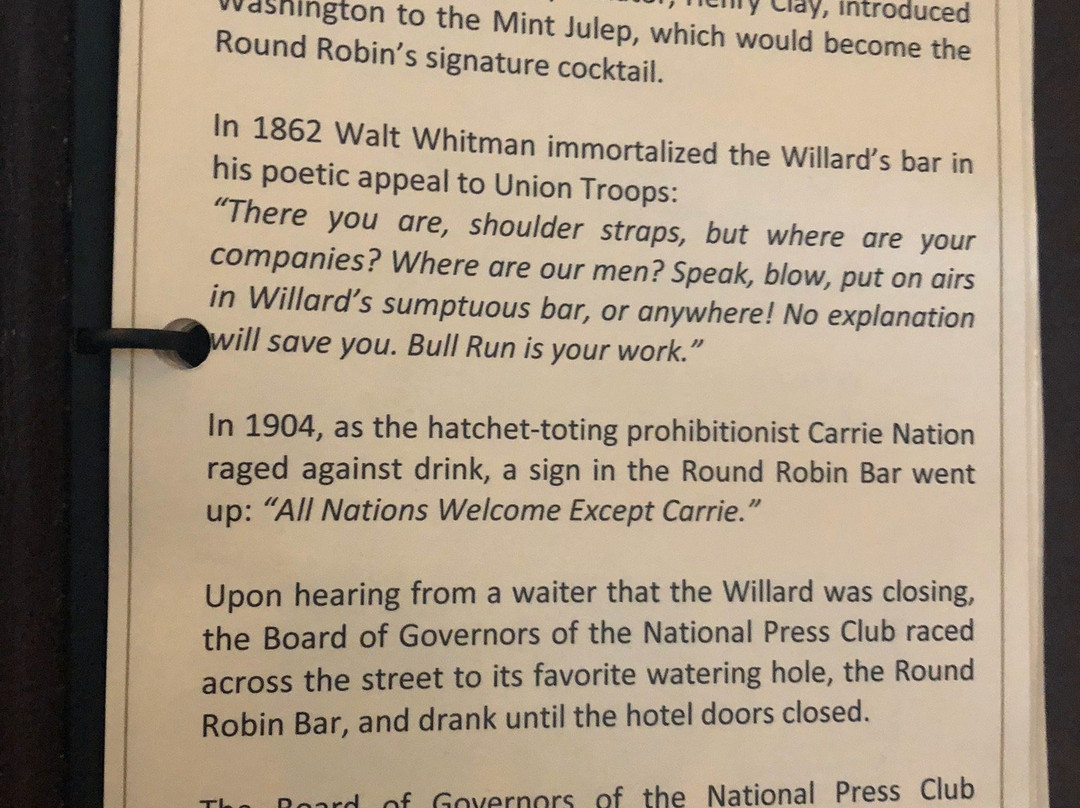 Washington to the Mint Julep, which would become the
Henry Clay, introduced
Round Robin’s signature cocktail.
In 1862 Walt Whitman immortalized the Willard’s bar in
his poetic appeal to Union Troops:
“There you are, shoulder straps, but where are your
companies? Where are our men? Speak, blow, put on airs
in Willard’s sumptuous bar, or anywhere! No explanation
will save you. Bull Run is your work.”
In 1904, as the hatchet-toting prohibitionist Carrie Nation
raged against drink, a sign in the Round Robin Bar went
up: “All Nations Welcome Except Carrie.”
Upon hearing from a waiter that the Willard was closing,
the Board of Governors of the National Press Club raced
across the street to its favorite watering hole, the Round
Robin Bar, and drank until the hotel doors closed.
The Board of Governors of the National Press Club